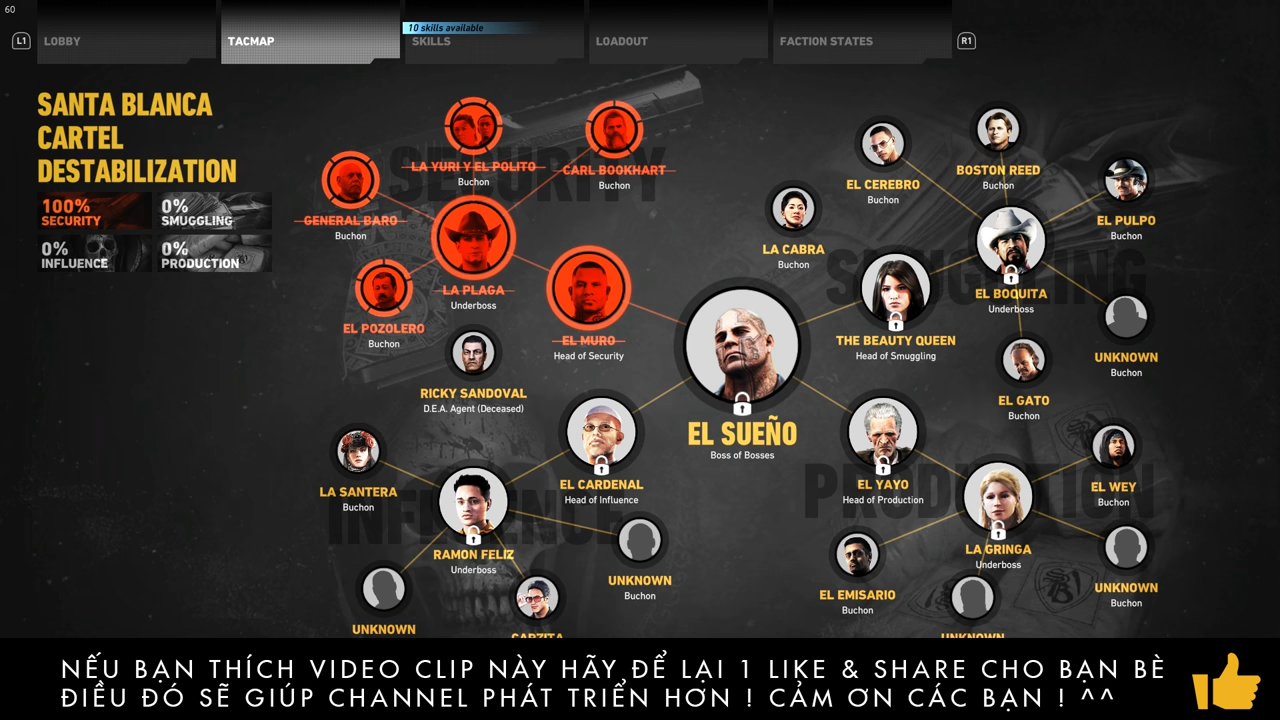 60
L1
LOBBY
TACMAP
10 skills available
SKILLS
LOADOUT
FACTION STATES
R1
SANTA BLANCA
CARTEL
DESTABILIZATION
100%
SECURITY
0%
SMUGGLING
0%
INFLUENCE
0%
PRODUCTION
SECURITY
SMUGGLING
INFLUENCE
PRODUCTION
LA YURI Y EL POLITO
Buchon
CARL BOOKHART
Buchon
GENERAL BARO
Buchon
LA PLAGA
Underboss
EL POZOLERO
Buchon
EL MURO
Head of Security
RICKY SANDOVAL
D.E.A. Agent (Deceased)
EL SUEÑO
Boss of Bosses
EL CEREBRO
Buchon
BOSTON REED
Buchon
EL PULPO
Buchon
LA CABRA
Buchon
EL BOQUITA
Underboss
THE BEAUTY QUEEN
Head of Smuggling
UNKNOWN
Buchon
EL GATO
Buchon
LA SANTERA
Buchon
EL CARDENAL
Head of Influence
RAMON FELIZ
Underboss
UNKNOWN
Buchon
UNKNOWN
CARZITA
EL YAYO
Head of Production
EL WEY
Buchon
LA GRINGA
Underboss
EL EMISARIO
Buchon
UNKNOWN
Buchon
UNKNOWN
NẾU BẠN THÍCH VIDEO CLIP NÀY HÃY ĐỂ LẠI 1 LIKE & SHARE CHO BẠN BÈ
ĐIỀU ĐÓ SẼ GIÚP CHANNEL PHÁT TRIỂN HƠN ! CẢM ƠN CÁC BẠN ! ^^